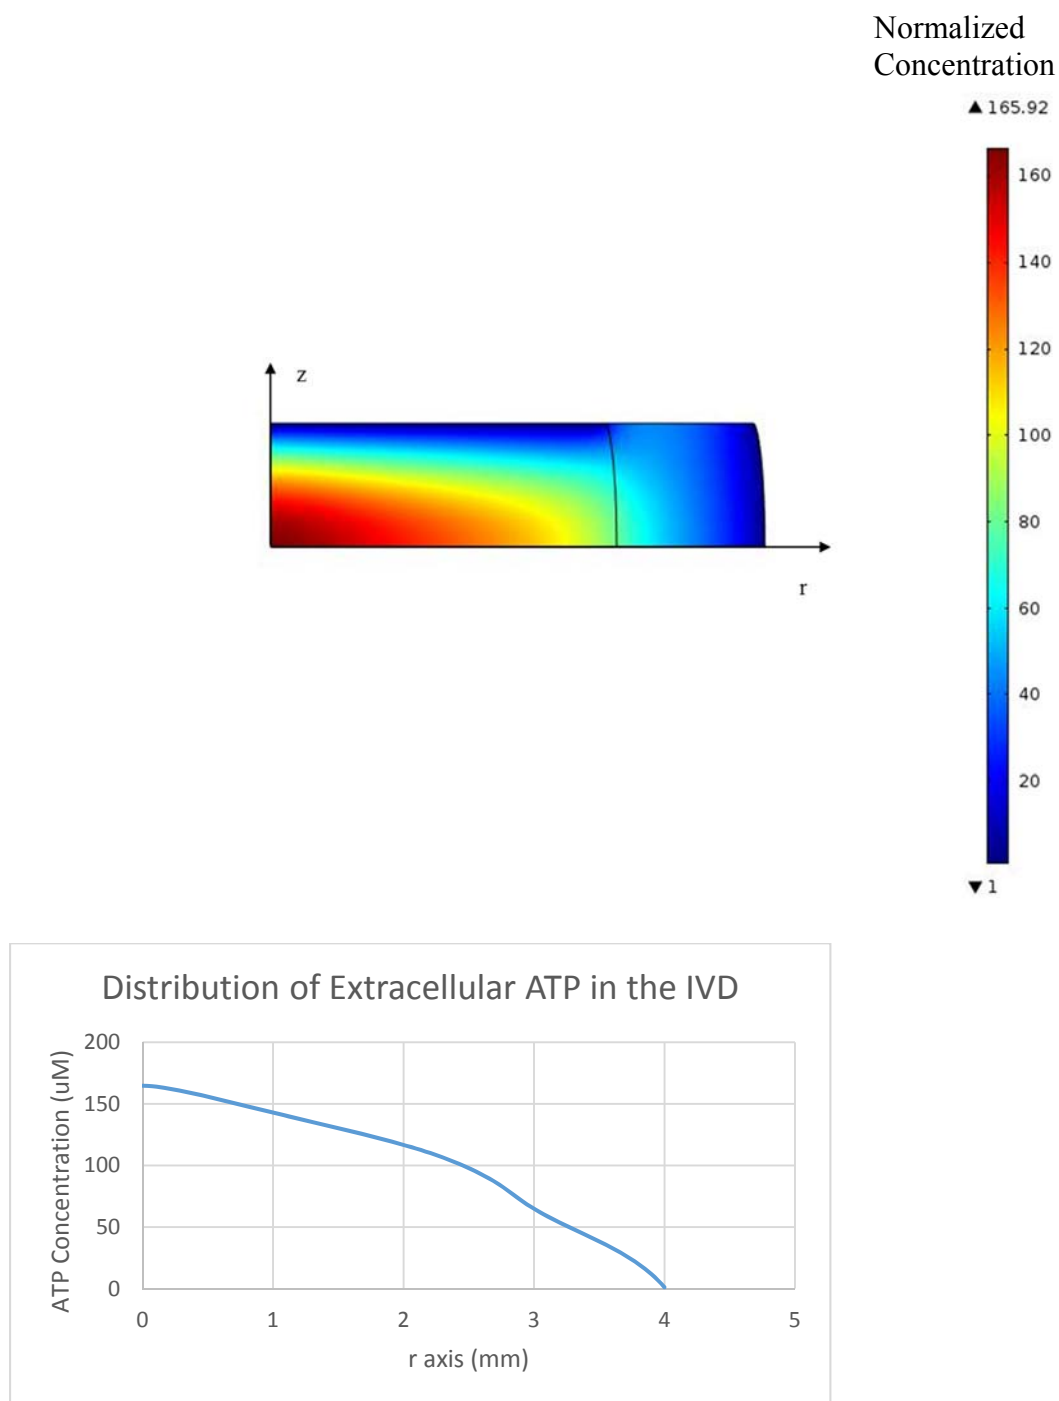 Normalized
Concentration
▲ 165.92
160
140
120
100
80
60
40
20
▼ 1
z
r
Distribution of Extracellular ATP in the IVD
ATP Concentration (uM)
200
150
100
50
0
0 1 2 3 4 5
r axis (mm)